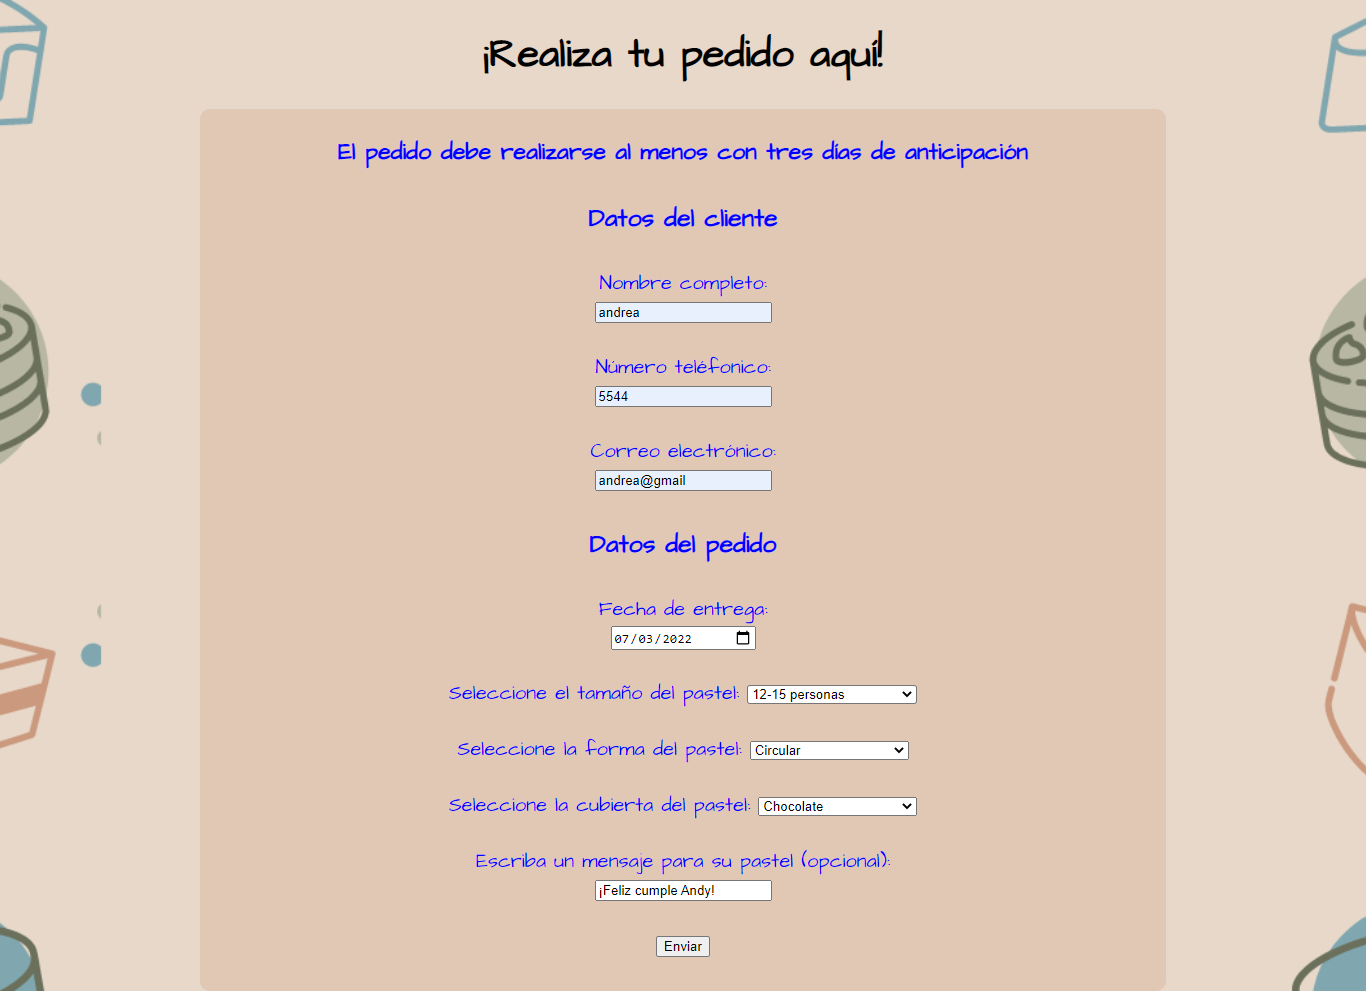 ¡Realiza tu pedido aquí!
El pedido debe realizarse al menos con tres días de anticipación
Datos del cliente
Nombre completo:
andrea
Número teléfonico:
5544
Correo electrónico:
andrea@gmail
Datos del pedido
Fecha de entrega:
07/03/2022
Seleccione el tamaño del pastel: 12-15 personas
Seleccione la forma del pastel: Circular
Seleccione la cubierta del pastel: Chocolate
Escriba un mensaje para su pastel (opcional):
¡Feliz cumple Andy!
Enviar